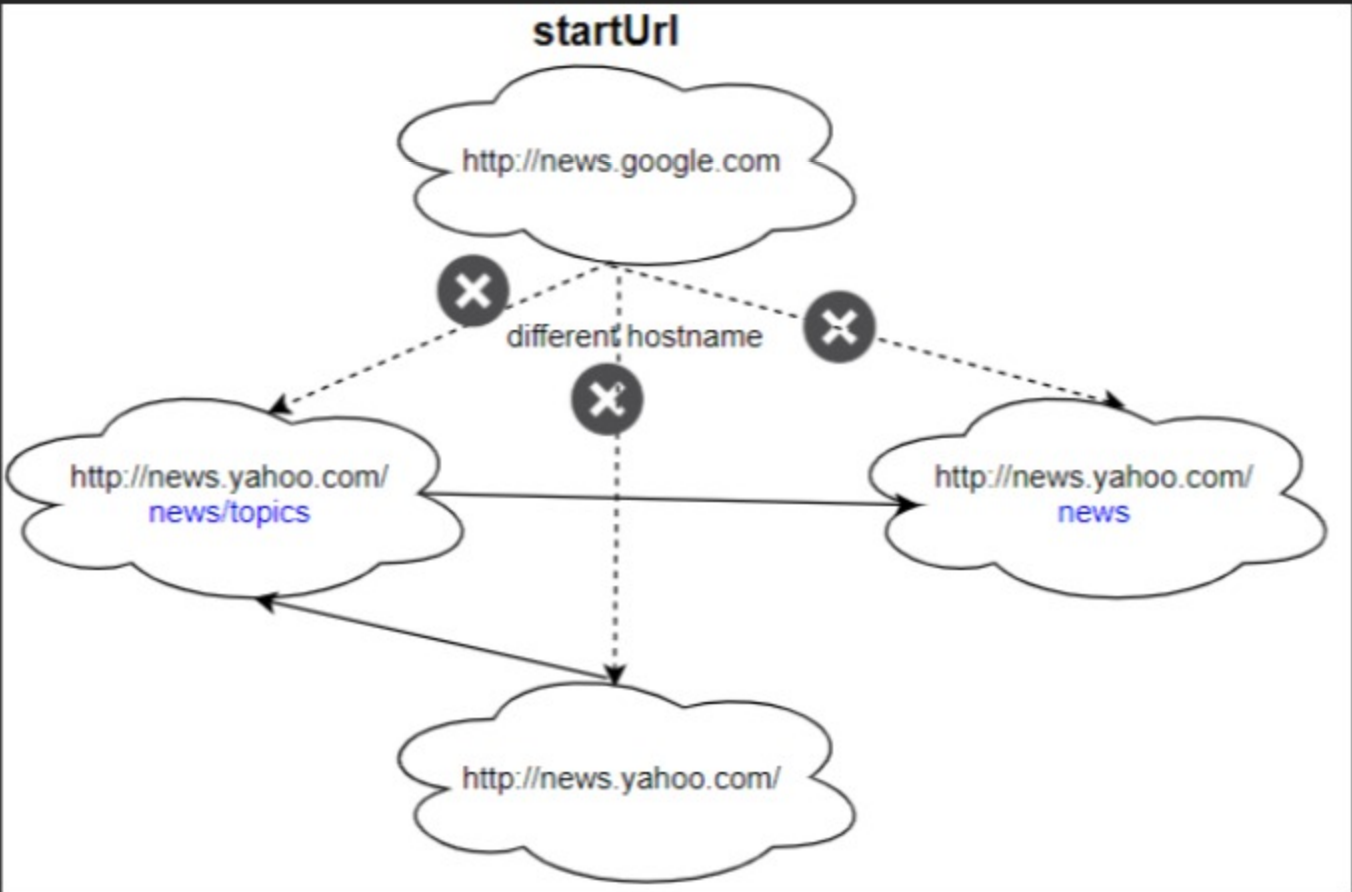 startUrl
http://news.google.com
different hostname
http://news.yahoo.com/
news/topics
http://news.yahoo.com/
news
http://news.yahoo.com/